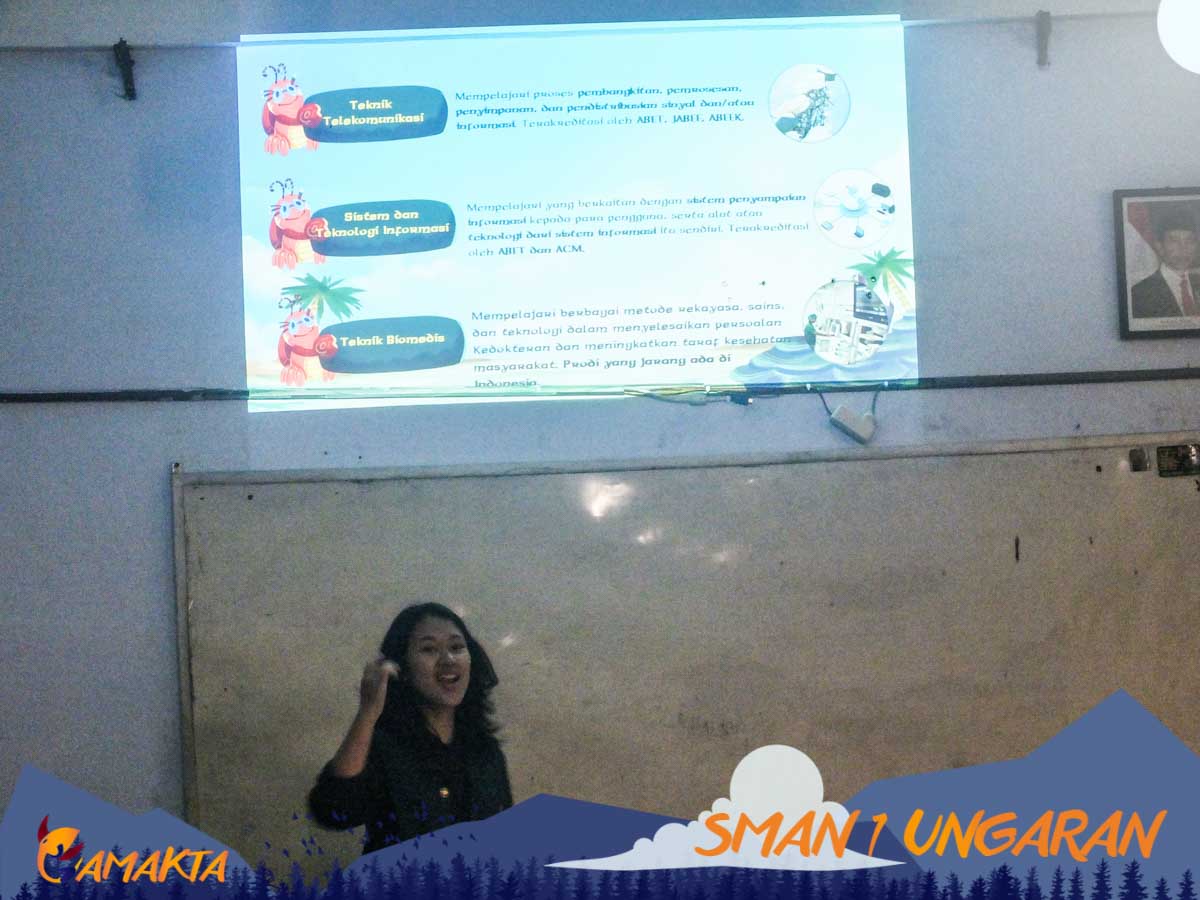 Teknik
Telekomunikasi
Mempelajari proses pembangkitan, pemrosesan,
penyimpanan, dan pendistribusian sinyal dan/atau
informasi. Terakreditasi oleh ABET, JABEE, ABEEK.
Sistem dan
Teknologi Informasi
Mempelajari yang berkaitan dengan sistem penyampaian
informasi kepada para pengguna, serta alat atau
teknologi dari sistem informasi itu sendiri. Terakreditasi
oleh ABET dan ACM.
Teknik Biomedis
Mempelajari berbagai metode rekayasa, sains,
dan teknologi dalam menyelesaikan persoalan
Kedokteran dan meningkatkan taraf kesehatan
masyarakat. Prodi yang jarang ada di
Indonesia.
AMAKTA
SMAN 1 UNGARAN